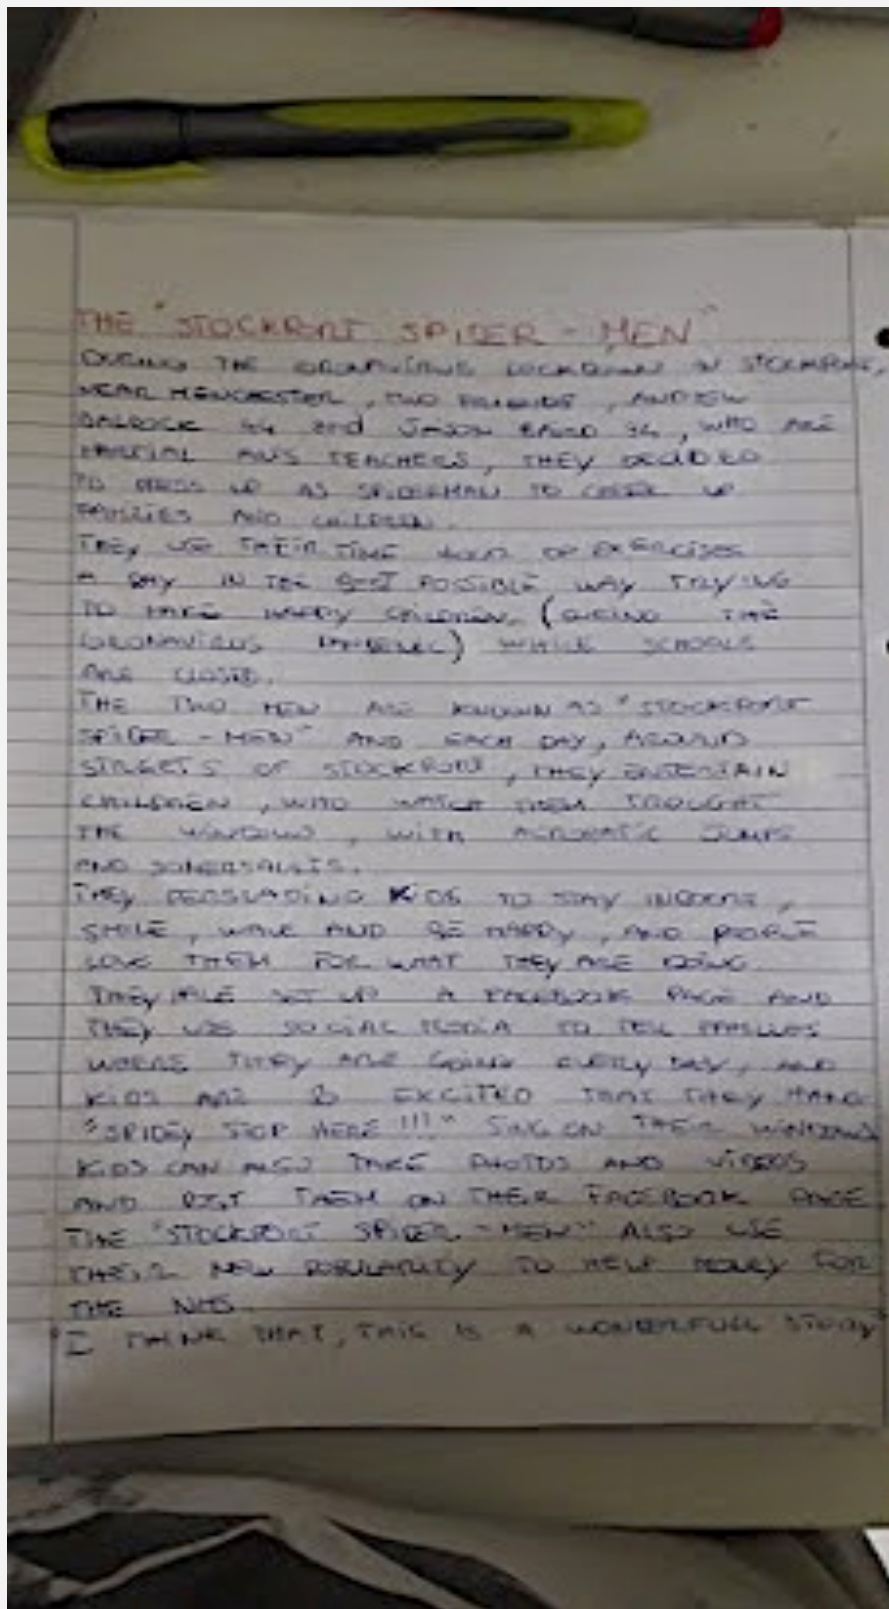 THE "STOCKPORT SPIDER - MEN"
DURING THE CORONAVIRUS LOCKDOWN IN STOCKPORT,
NEAR MENCHESTER, TWO FRIENDS, ANDREW
BALDOCK 44 and JASON BAIRD 34, WHO ARE
MARTIAL ARTS TEACHERS, THEY DECIDED
TO DRESS UP AS SPIDERMAN TO CHEER UP
FAMILIES AND CHILDREN.
THEY USE THEIR TIME HOUR OF EXERCISES
A DAY IN THE BEST POSSIBLE WAY TRYING
TO MAKE HAPPY CHILDREN, (DURING THE
CORONAVIRUS PANDEMIC) WHILE SCHOOLS
ARE CLOSED.
THE TWO MEN ARE KNOWN AS "STOCKPORT
SPIDER - MEN" AND EACH DAY, AROUND
STREETS OF STOCKPORT, THEY ENTERTAIN
CHILDREN, WHO WATCH THEM TROUGHT
THE WINDOWS, WITH ACROBATIC JUMPS
AND SOMERSAULTS.
THEY PERSUADING KIDS TO STAY INDOORS,
SMILE, WAVE AND BE HAPPY, AND PEOPLE
LOVE THEM FOR WHAT THEY ARE DOING.
THEY HAVE SET UP A FACEBOOK PAGE AND
THEY USE SOCIAL MEDIA TO TELL FAMILIES
WHERE THEY ARE GOING EVERY DAY, AND
KIDS ARE SO EXCITED THAT THEY HANG
"SPIDEY STOP HERE !!!" SING ON THEIR WINDOWS
KIDS CAN ALSO TAKE PHOTOS AND VIDEOS
AND POST THEM ON THEIR FACEBOOK PAGE
THE "STOCKPORT SPIDER - MEN" ALSO USE
THEIR NEW POPULARITY TO HELP MONEY FOR
THE NHS.
I THINK THAT, THIS IS A WONDERFULL STORY